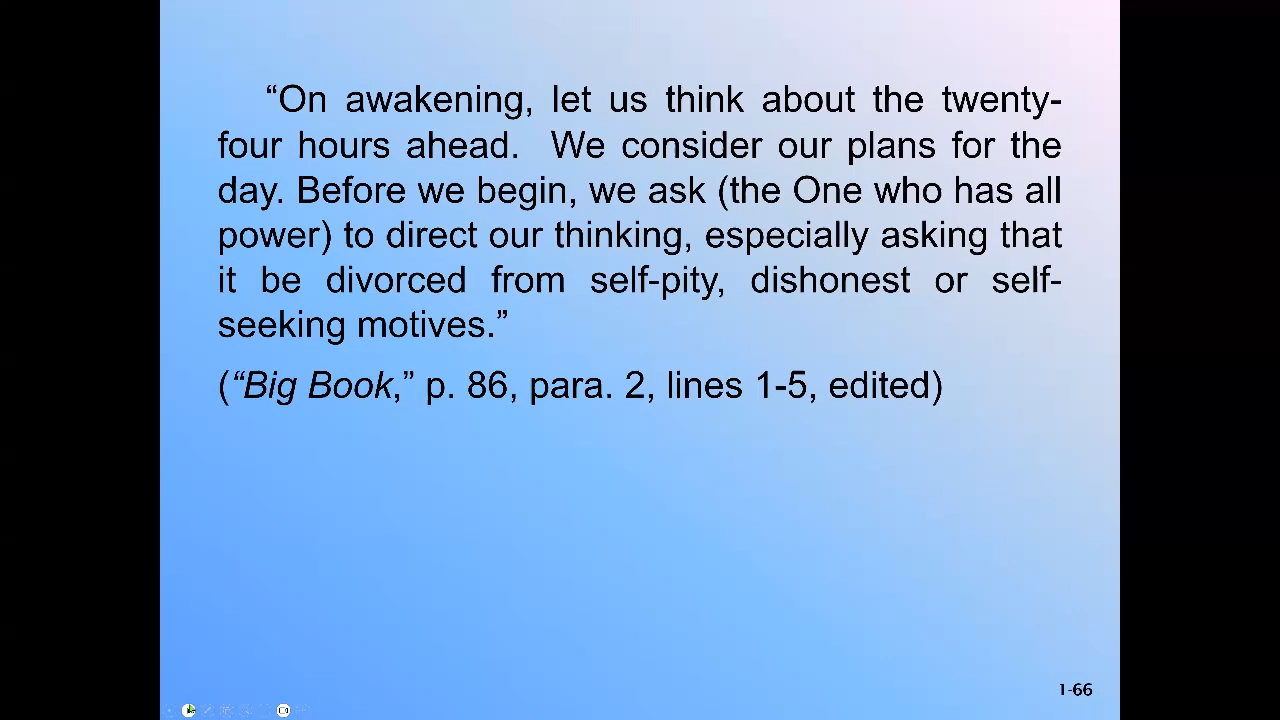 “On awakening, let us think about the twenty-
four hours ahead.  We consider our plans for the
day. Before we begin, we ask (the One who has all
power) to direct our thinking, especially asking that
it be divorced from self-pity, dishonest or self-
seeking motives.”
(“Big Book,” p. 86, para. 2, lines 1-5, edited)
1-66